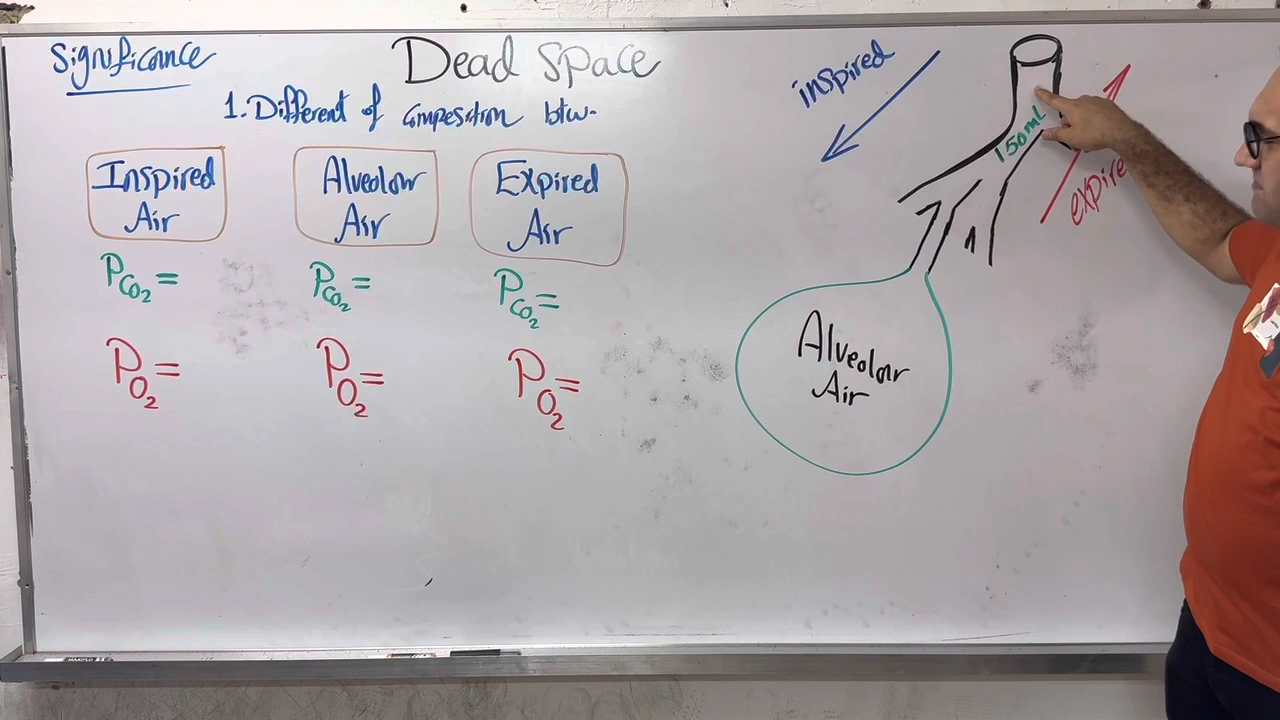 Significance
Dead Space
1. Different of Composition btw.
Inspired
Air
Alveolar
Air
Expired
Air
PCO2=
PCO2=
PCO2=
PO2=
PO2=
PO2=
inspired
150mL
expire
Alveolar
Air